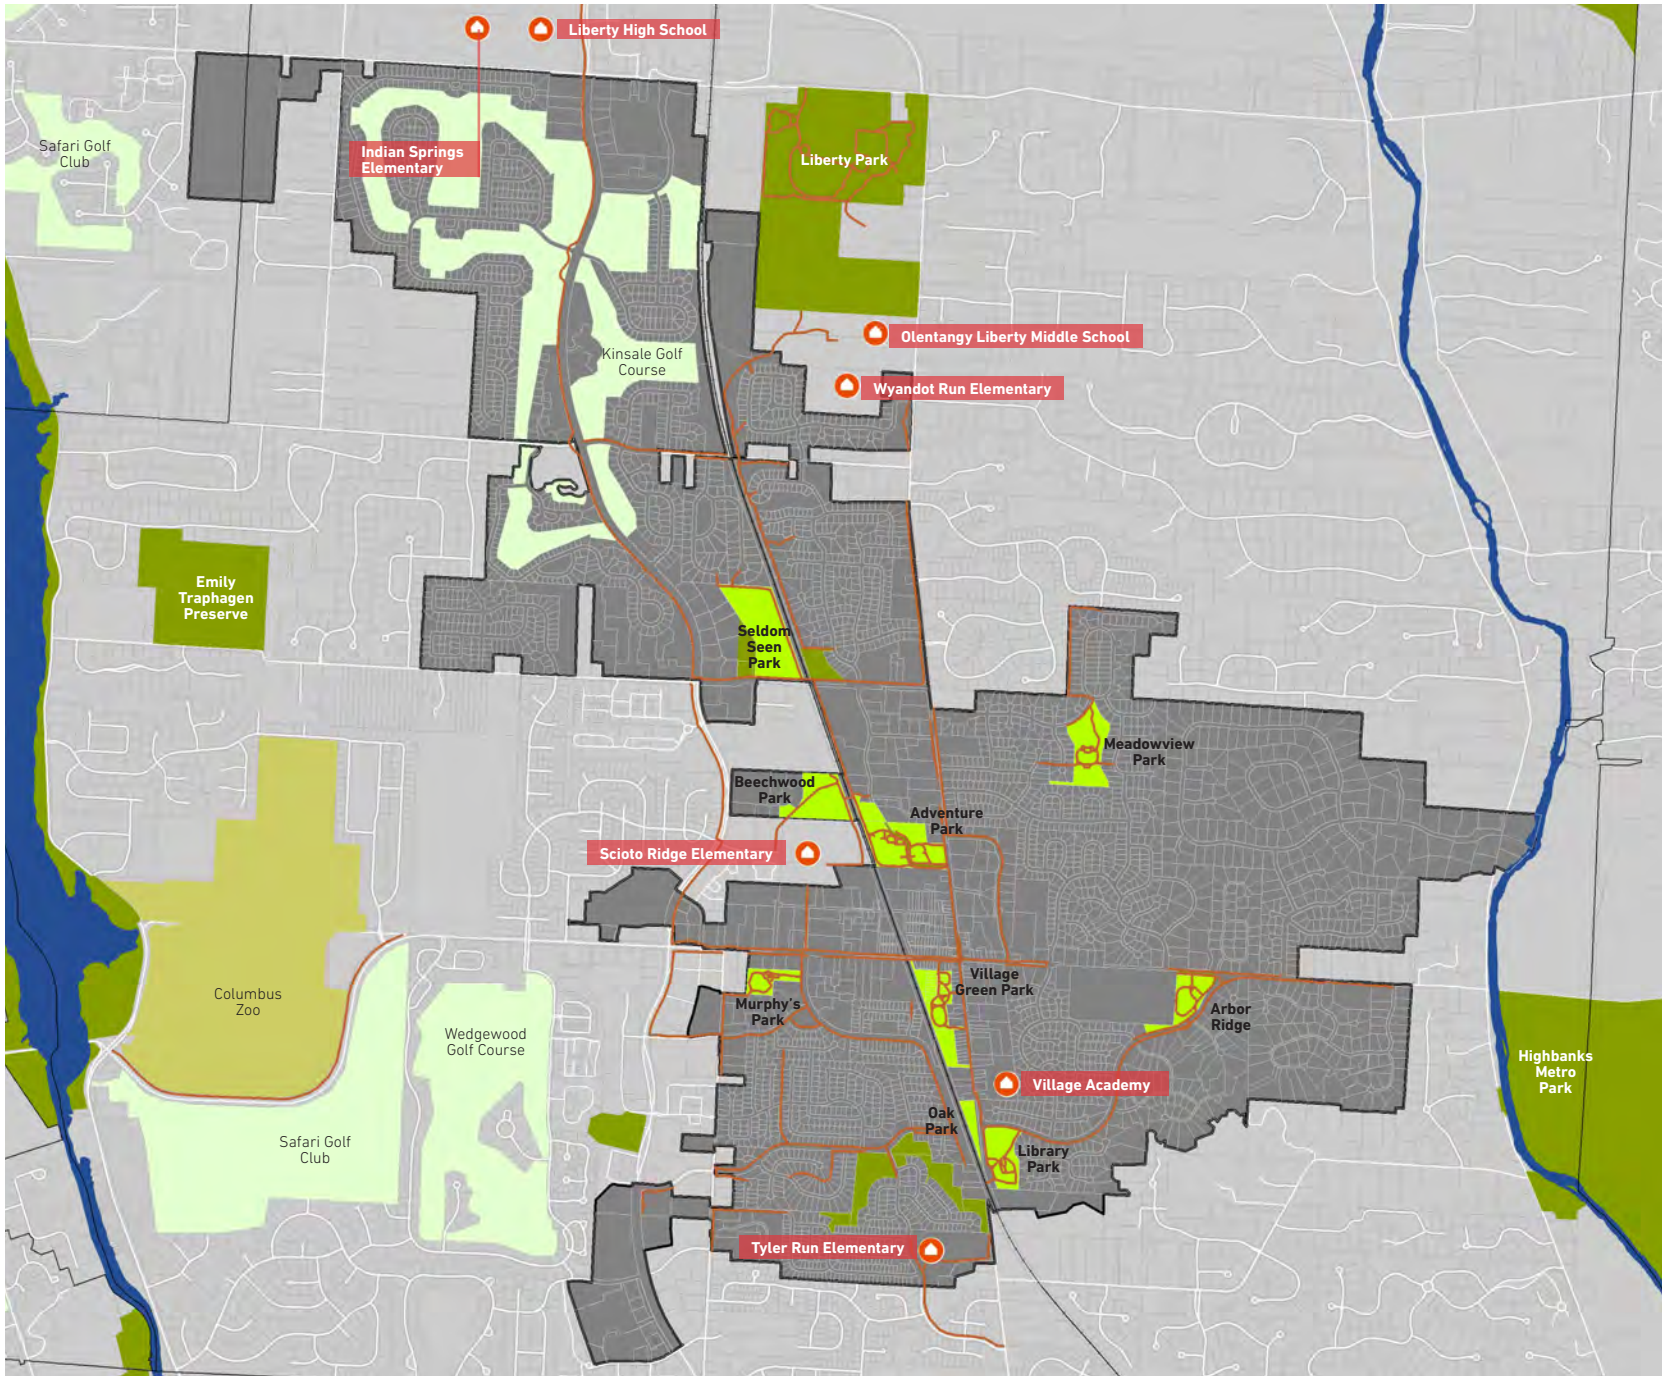 Liberty High School
Safari Golf
Club
Indian Springs
Elementary
Liberty Park
Olentangy Liberty Middle School
Kinsale Golf
Course
Wyandot Run Elementary
Emily
Traphagen
Preserve
Seldom
Seen
Park
Meadowview
Park
Beechwood
Park
Adventure
Park
Scioto Ridge Elementary
Columbus
Zoo
Village
Green Park
Murphy's
Park
Arbor
Ridge
Wedgewood
Golf Course
Highbanks
Metro
Park
Village Academy
Oak
Park
Safari Golf
Club
Library
Park
Tyler Run Elementary